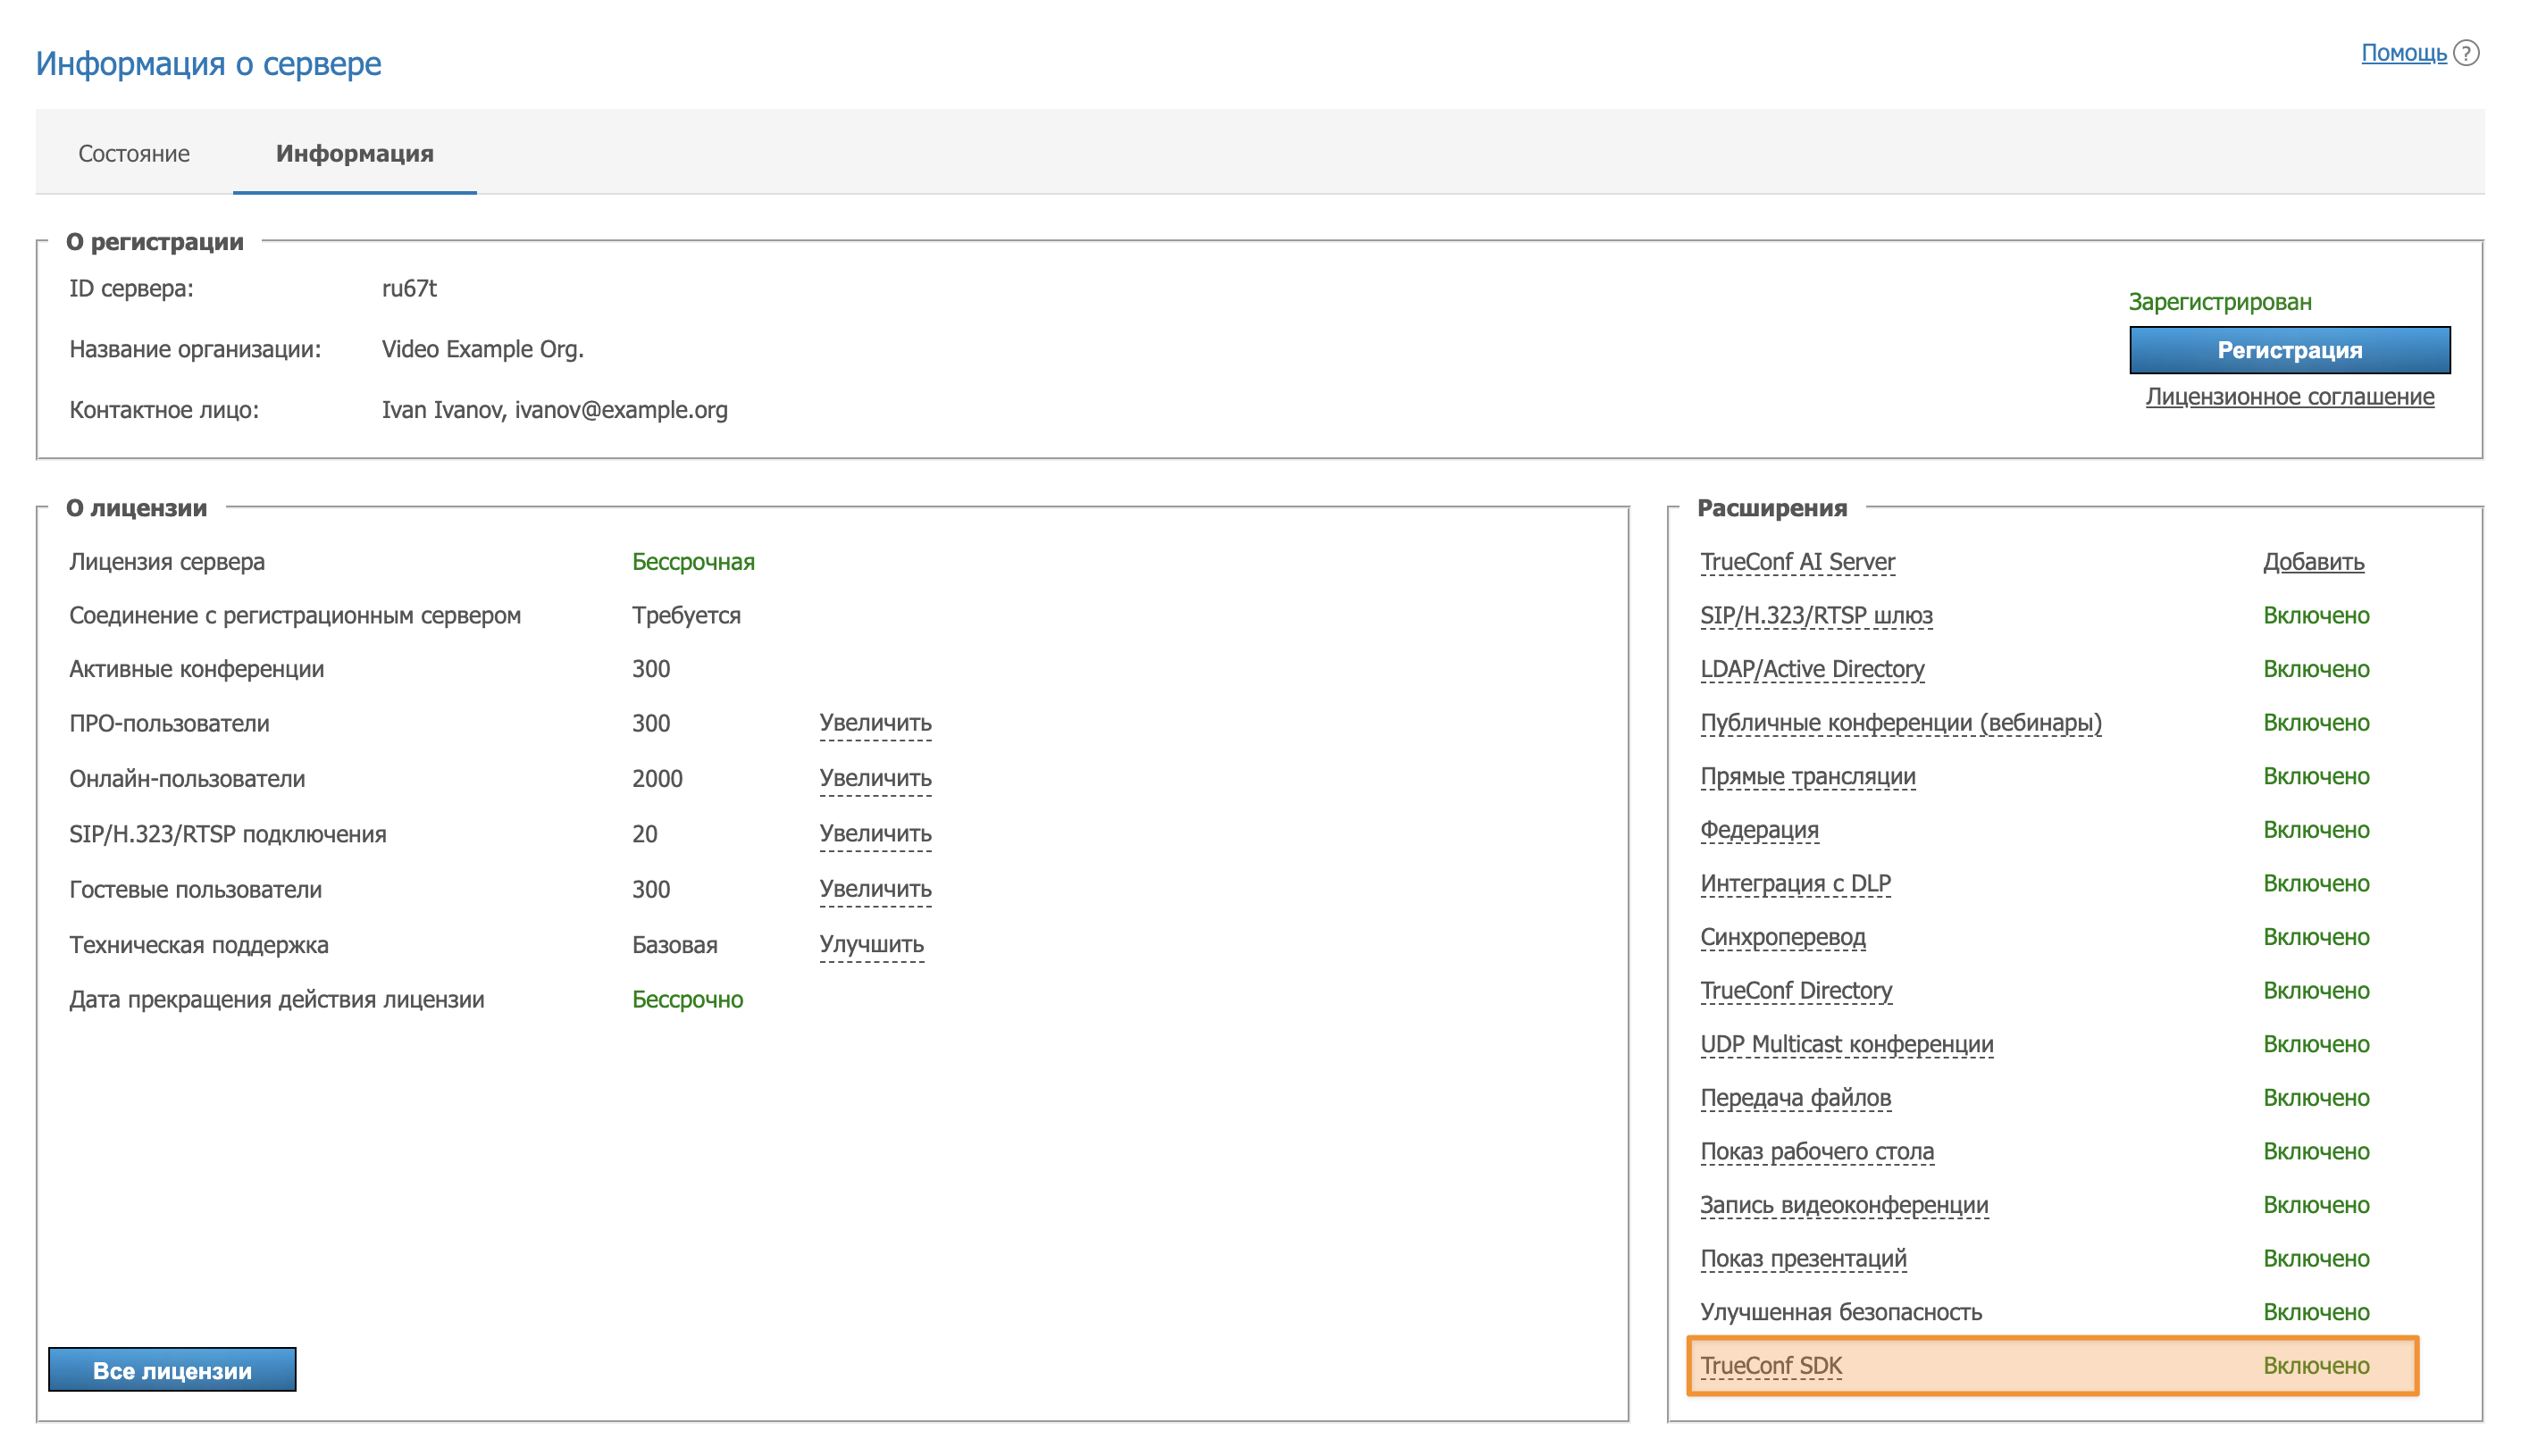 Информация о сервере
Помощь ?
Состояние Информация
О регистрации
ID сервера: ru67t
Зарегистрирован
Название организации: Video Example Org.
Регистрация
Лицензионное соглашение
Контактное лицо: Ivan Ivanov, ivanov@example.org
О лицензии
Лицензия сервера Бессрочная
Соединение с регистрационным сервером Требуется
Активные конференции 300
ПРО-пользователи 300 Увеличить
Онлайн-пользователи 2000 Увеличить
SIP/H.323/RTSP подключения 20 Увеличить
Гостевые пользователи 300 Увеличить
Техническая поддержка Базовая Улучшить
Дата прекращения действия лицензии Бессрочно
Все лицензии
Расширения
TrueConf AI Server Добавить
SIP/H.323/RTSP шлюз Включено
LDAP/Active Directory Включено
Публичные конференции (вебинары) Включено
Прямые трансляции Включено
Федерация Включено
Интеграция с DLP Включено
Синхроперевод Включено
TrueConf Directory Включено
UDP Multicast конференции Включено
Передача файлов Включено
Показ рабочего стола Включено
Запись видеоконференции Включено
Показ презентаций Включено
Улучшенная безопасность Включено
TrueConf SDK Включено